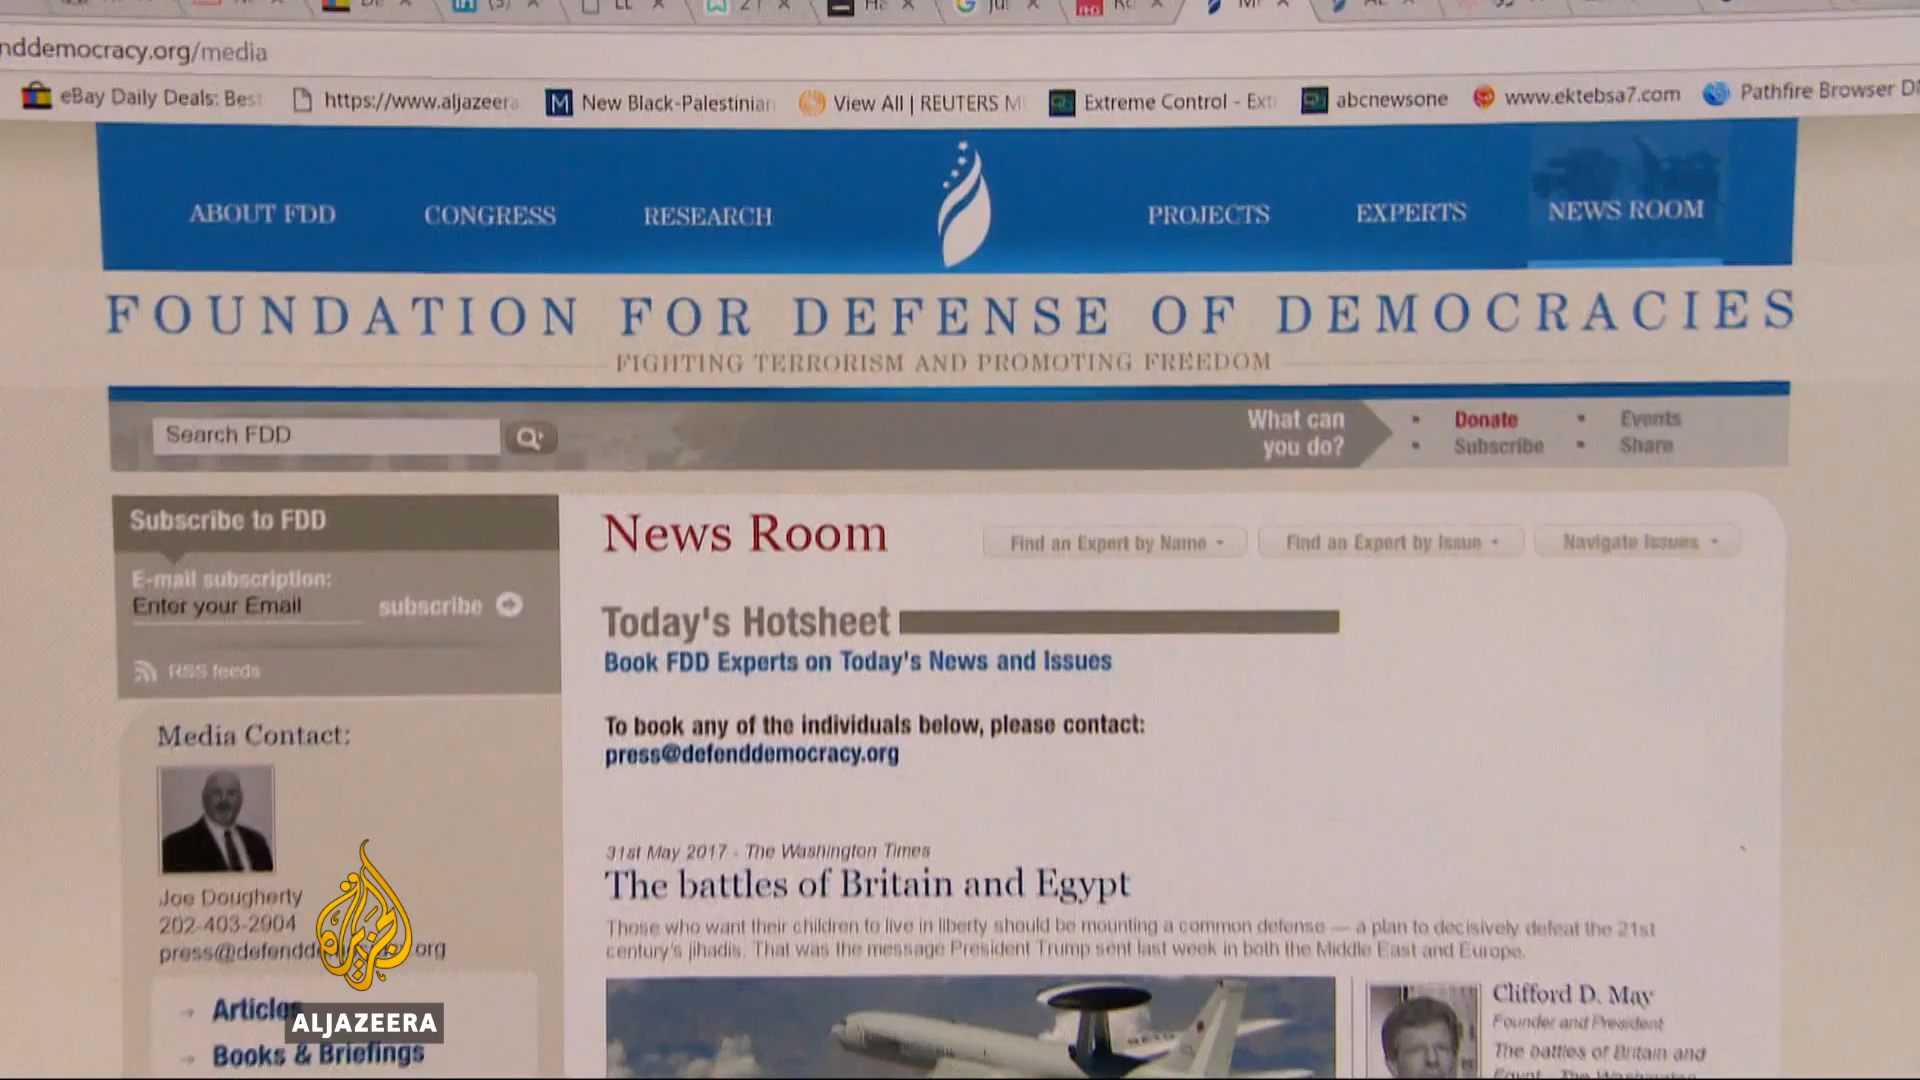 nddemocracy.org/media
eBay Daily Deals: Best
https://www.aljazeera
New Black-Palestinian
View All | REUTERS M
Extreme Control - Ext
abcnewsone
www.ektebsa7.com
Pathfire Browser D
ABOUT FDD
CONGRESS
RESEARCH
PROJECTS
EXPERTS
NEWS ROOM
FOUNDATION FOR DEFENSE OF DEMOCRACIES
FIGHTING TERRORISM AND PROMOTING FREEDOM
Search FDD
What can
you do?
Donate
Events
Subscribe
Share
Subscribe to FDD
E-mail subscription:
Enter your Email
subscribe
RSS feeds
News Room
Find an Expert by Name
Find an Expert by Issue
Navigate Issues
Today's Hotsheet
Book FDD Experts on Today's News and Issues
To book any of the individuals below, please contact:
press@defenddemocracy.org
Media Contact:
Joe Dougherty
202-403-2904
press@defendd
org
Articles
Books & Briefings
31st May 2017 - The Washington Times
The battles of Britain and Egypt
Those who want their children to live in liberty should be mounting a common defense — a plan to decisively defeat the 21st
century's jihadis. That was the message President Trump sent last week in both the Middle East and Europe.
Clifford D. May
Founder and President
The battles of Britain and
Egypt - The Washington
الجزيرة
ALJAZEERA